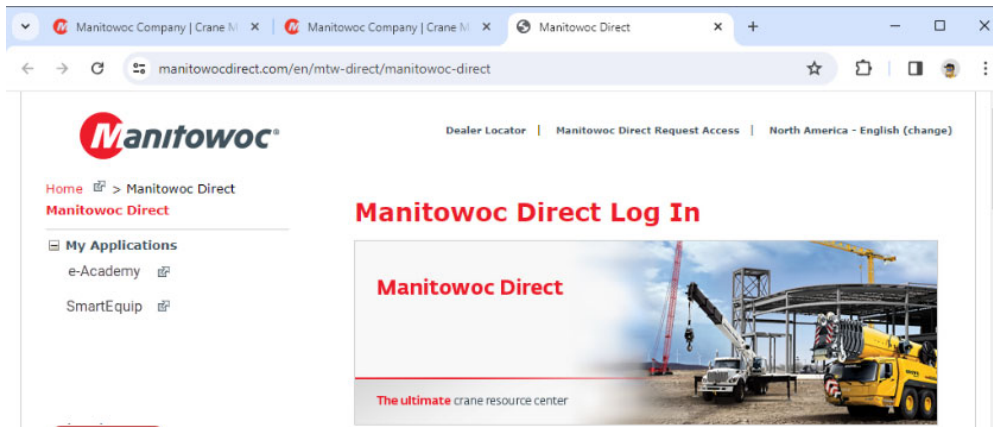 Manitowoc Company | Crane M
Manitowoc Company | Crane M
Manitowoc Direct
manitowocdirect.com/en/mtw-direct/manitowoc-direct
Manitowoc
Dealer Locator | Manitowoc Direct Request Access | North America - English (change)
Home > Manitowoc Direct
Manitowoc Direct
Manitowoc Direct Log In
My Applications
e-Academy
SmartEquip
Manitowoc Direct
The ultimate crane resource center